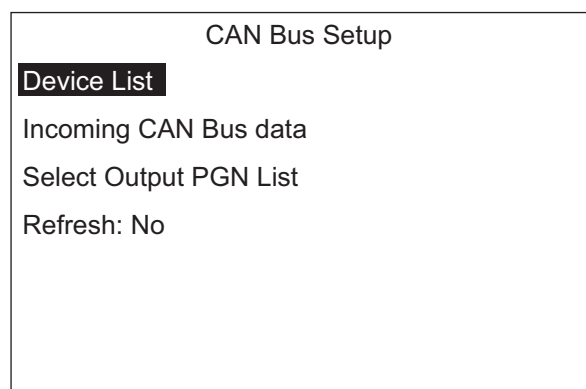 CAN Bus Setup
Device List
Incoming CAN Bus data
Select Output PGN List
Refresh: No